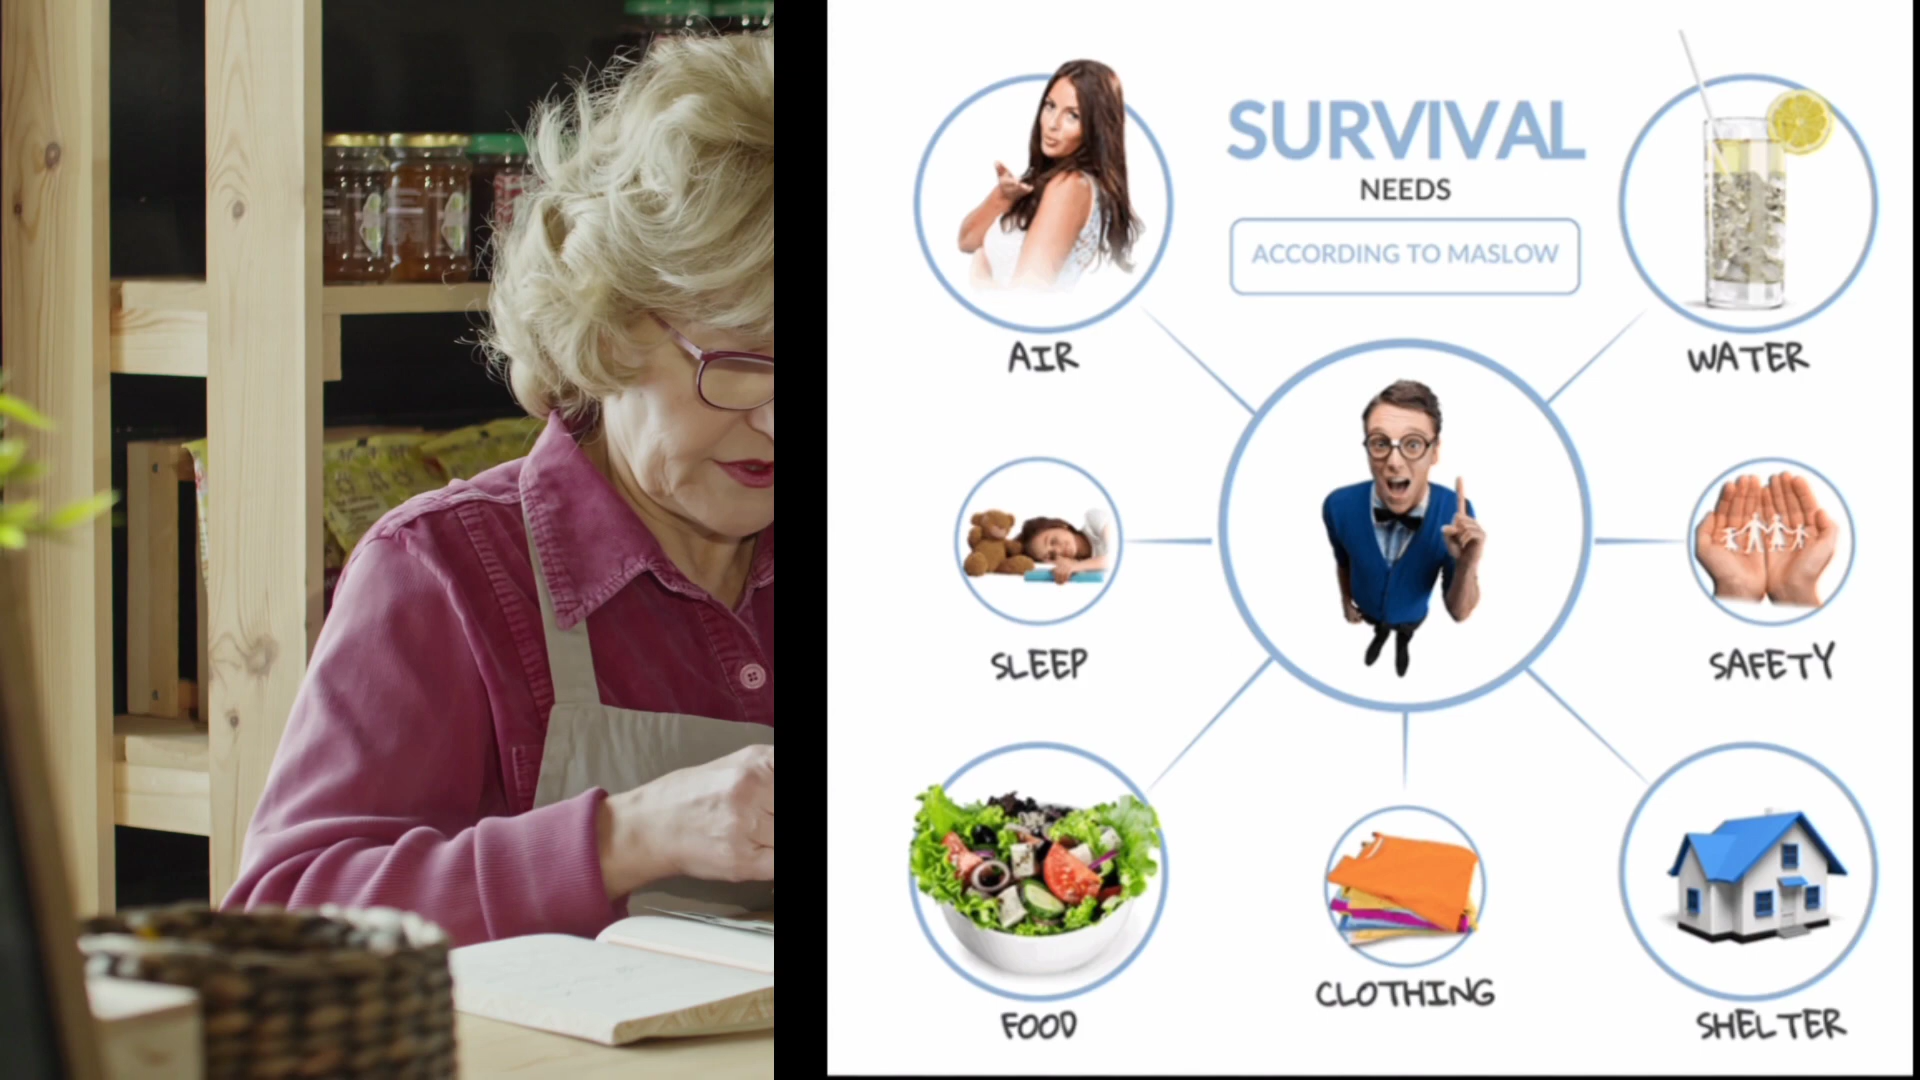 SURVIVAL
NEEDS
ACCORDING TO MASLOW
AIR
WATER
SLEEP
SAFETY
FOOD
CLOTHING
SHELTER